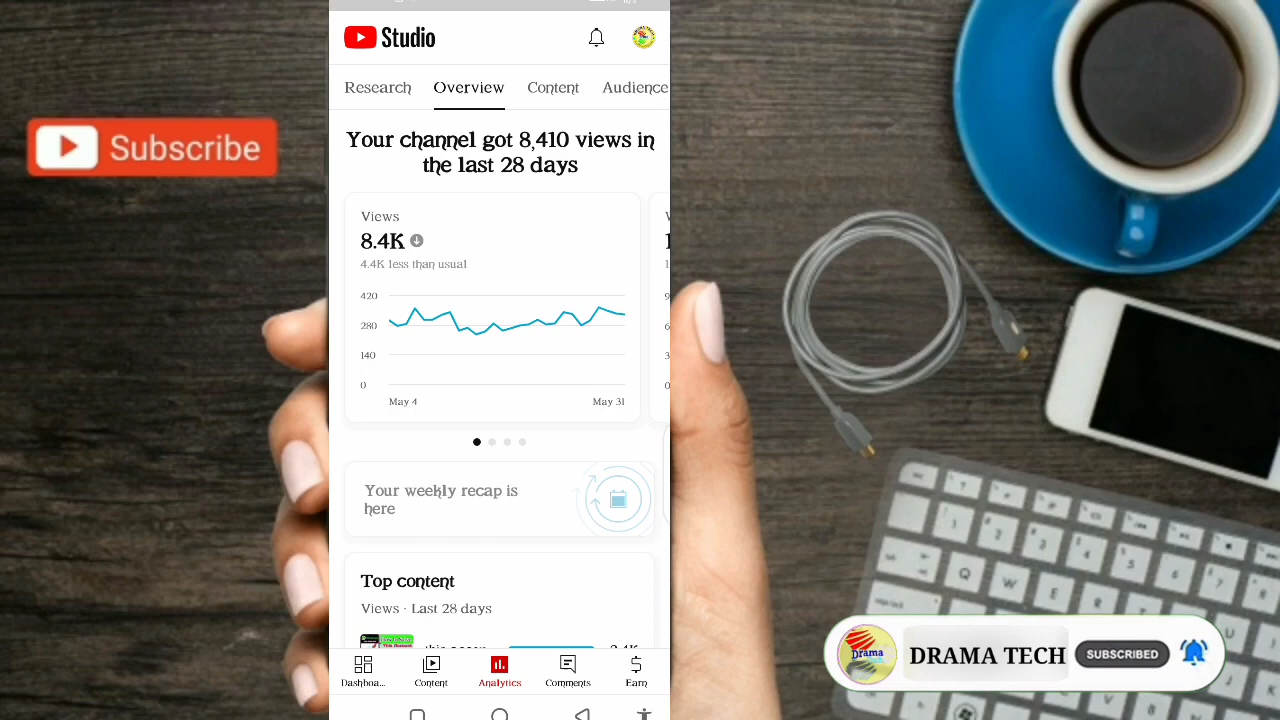 Studio
Research Overview Content Audience
Your channel got 8,410 views in
the last 28 days
Views
8.4K
4.4K less than usual
420
280
140
0
May 4 May 31
Your weekly recap is
here
Top content
Views · Last 28 days
Dashboa... Content Analytics Comments Earn
Subscribe
Drama
DRAMA TECH SUBSCRIBED